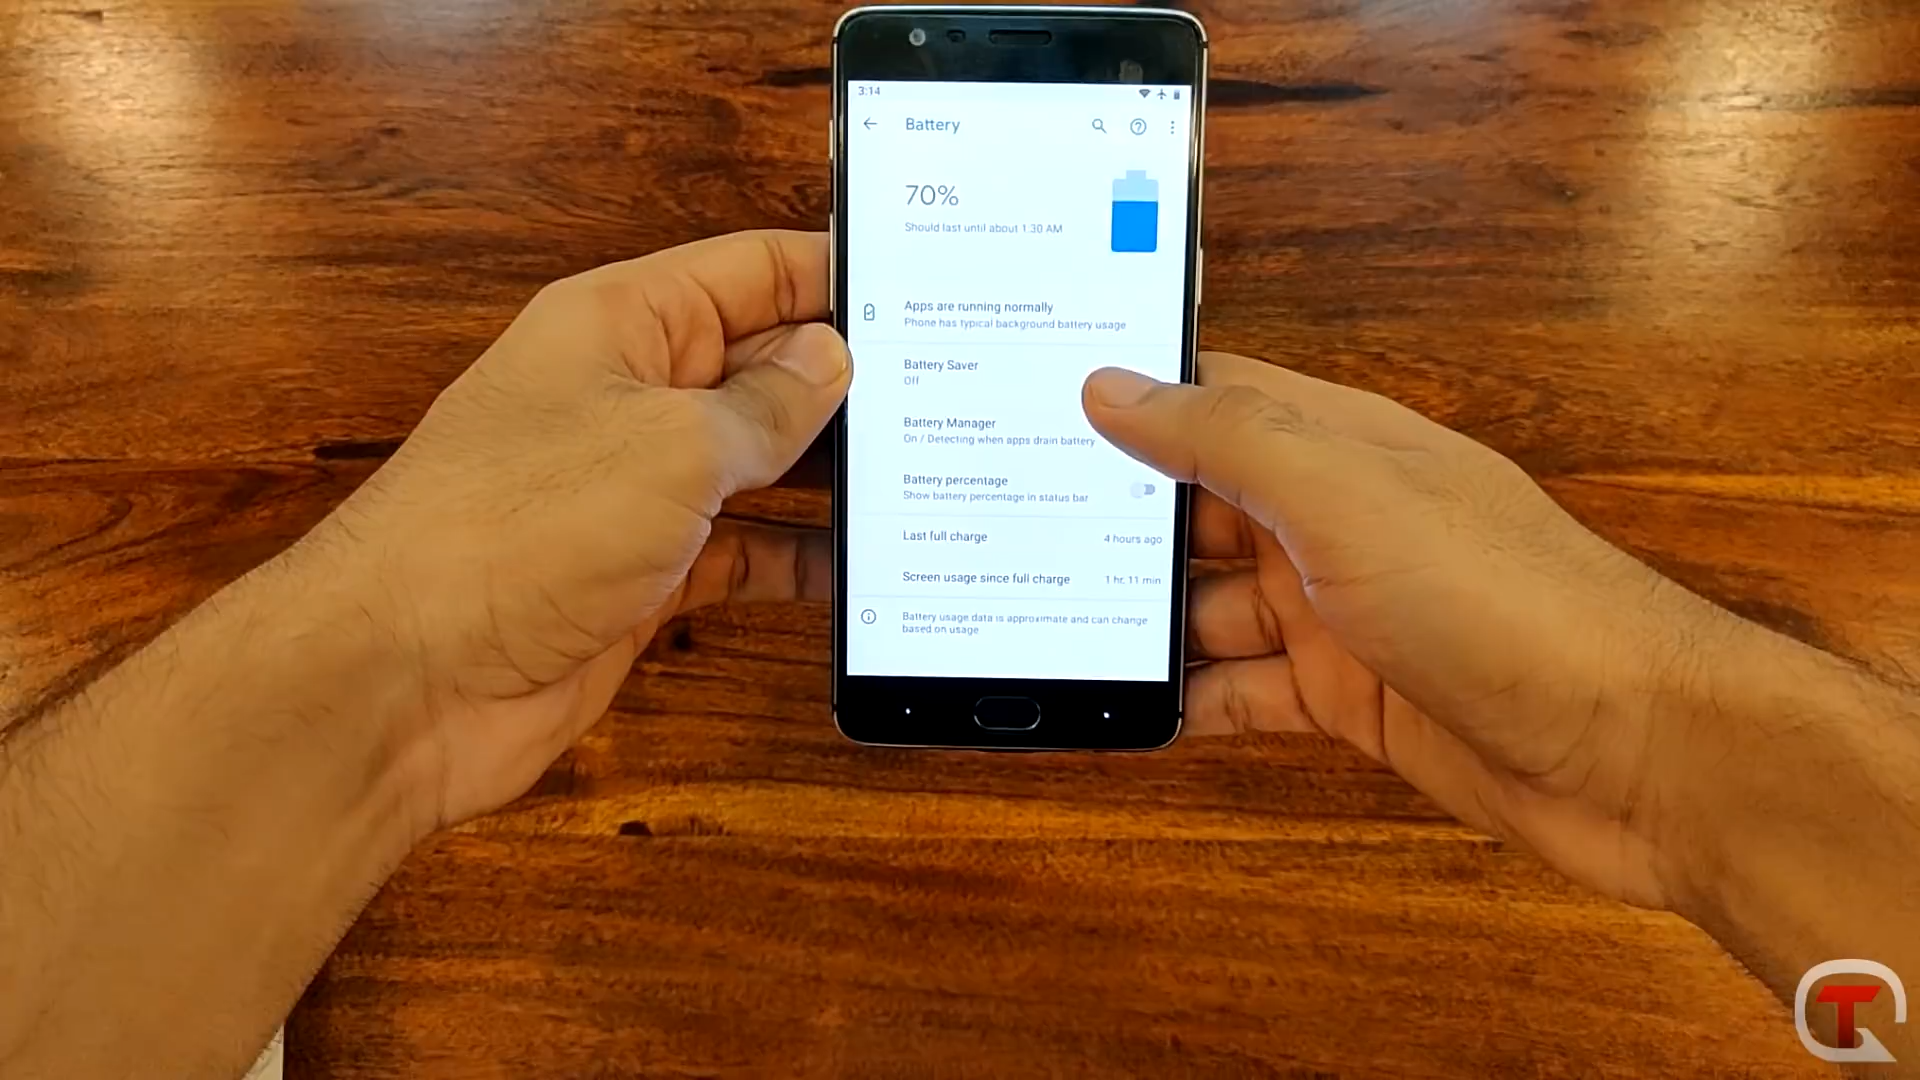 3:14
Battery
70%
Should last until about 1:30 AM
Apps are running normally
Phone has typical background battery usage
Battery Saver
Off
Battery Manager
On / Detecting when apps drain battery
Battery percentage
Show battery percentage in status bar
Last full charge 4 hours ago
Screen usage since full charge 1 hr, 11 min
Battery usage data is approximate and can change
based on usage
T